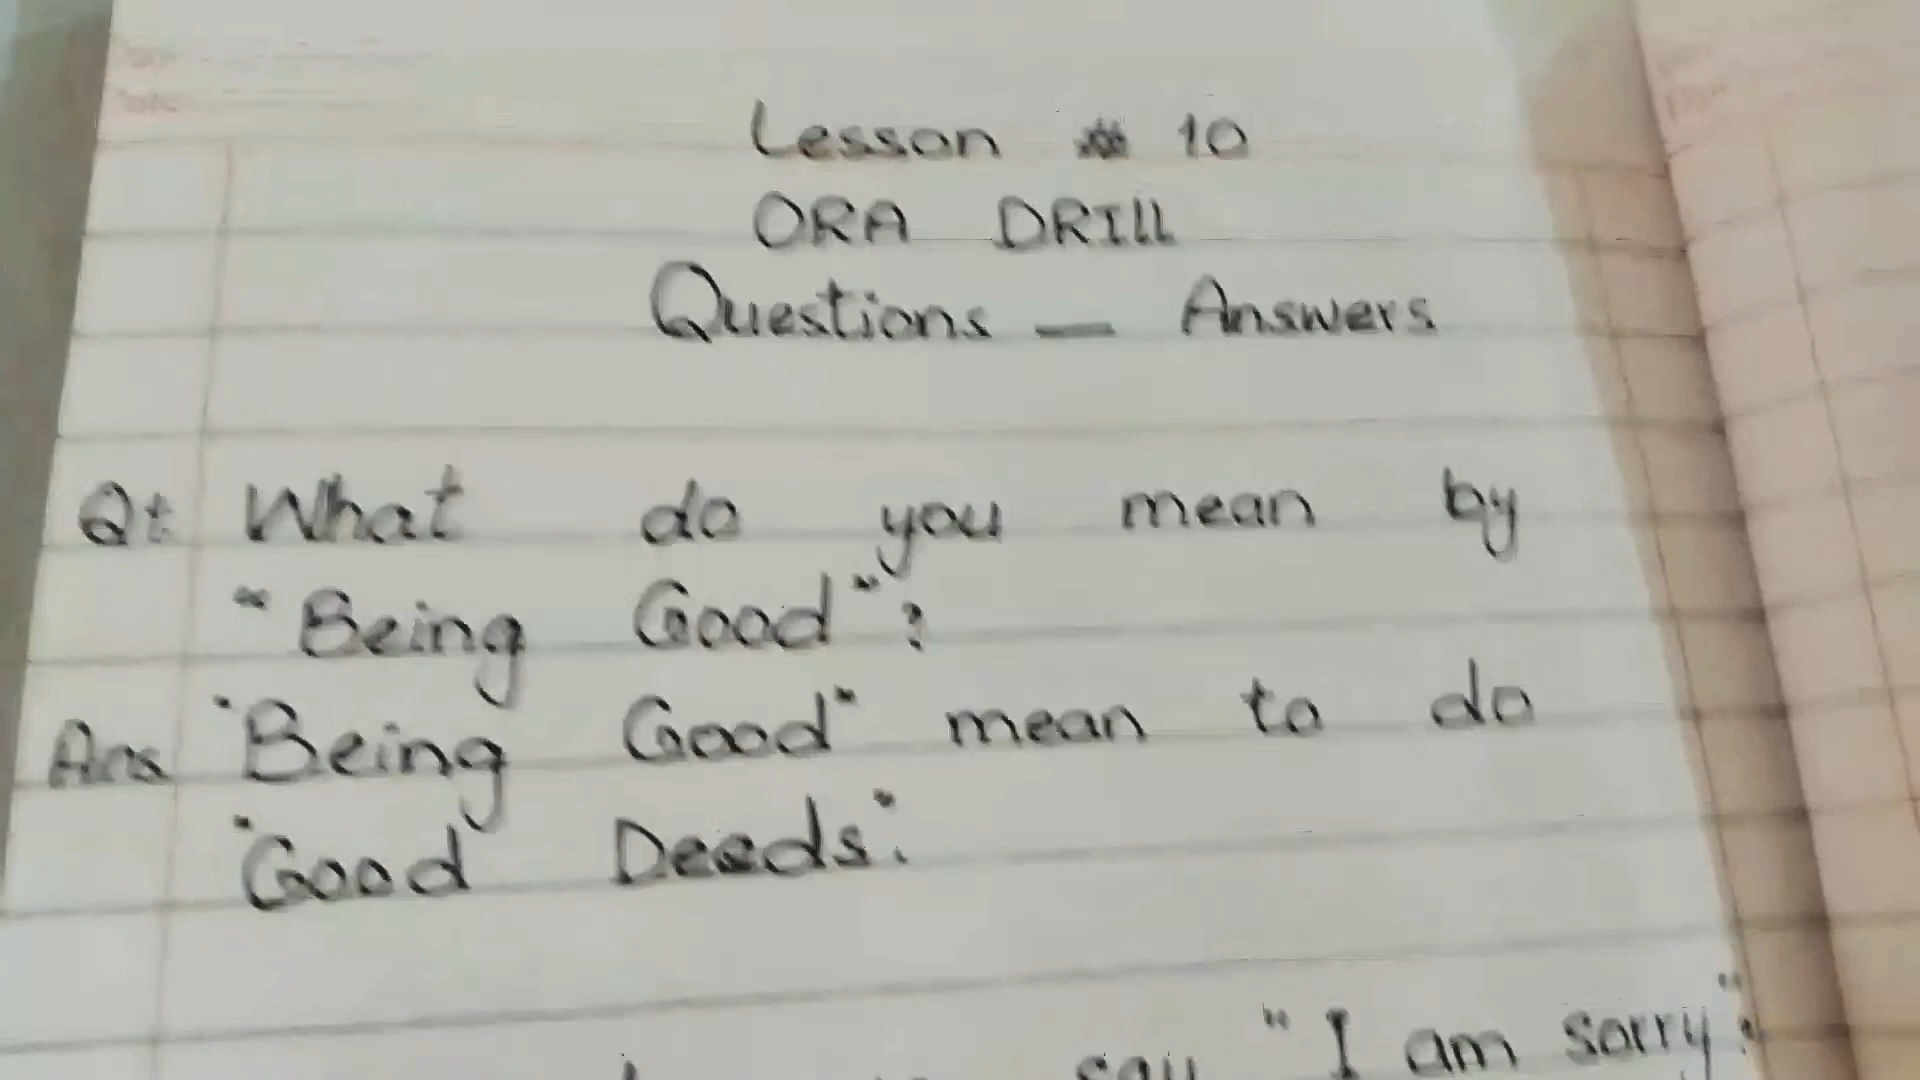 Lesson # 10
ORA DRILL
Questions — Answers
Q1: What do you mean by
"Being Good"?
Ans "Being Good" mean to do
"Good Deeds".
say "I am sorry"?